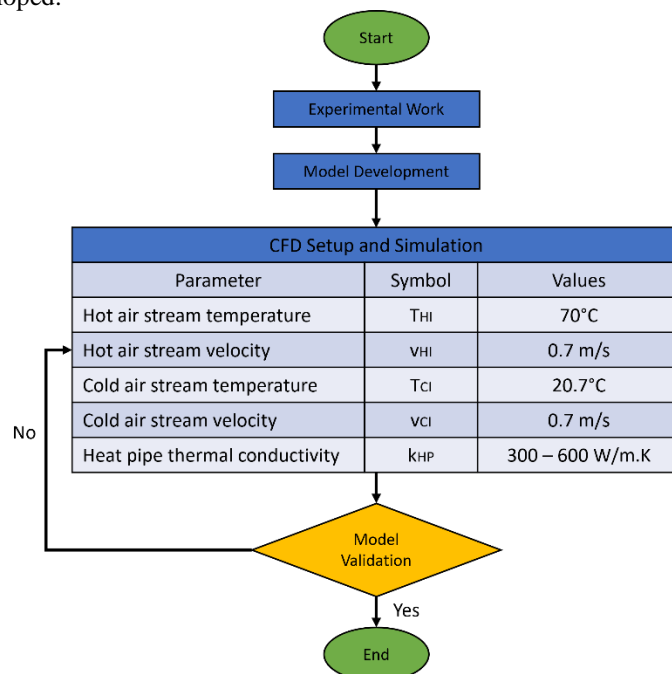 Start
Experimental Work
Model Development
CFD Setup and Simulation
Parameter Symbol Values
Hot air stream temperature THI 70°C
Hot air stream velocity vHI 0.7 m/s
Cold air stream temperature TCI 20.7°C
Cold air stream velocity vCI 0.7 m/s
Heat pipe thermal conductivity kHP 300 – 600 W/m.K
No
Model
Validation
Yes
End